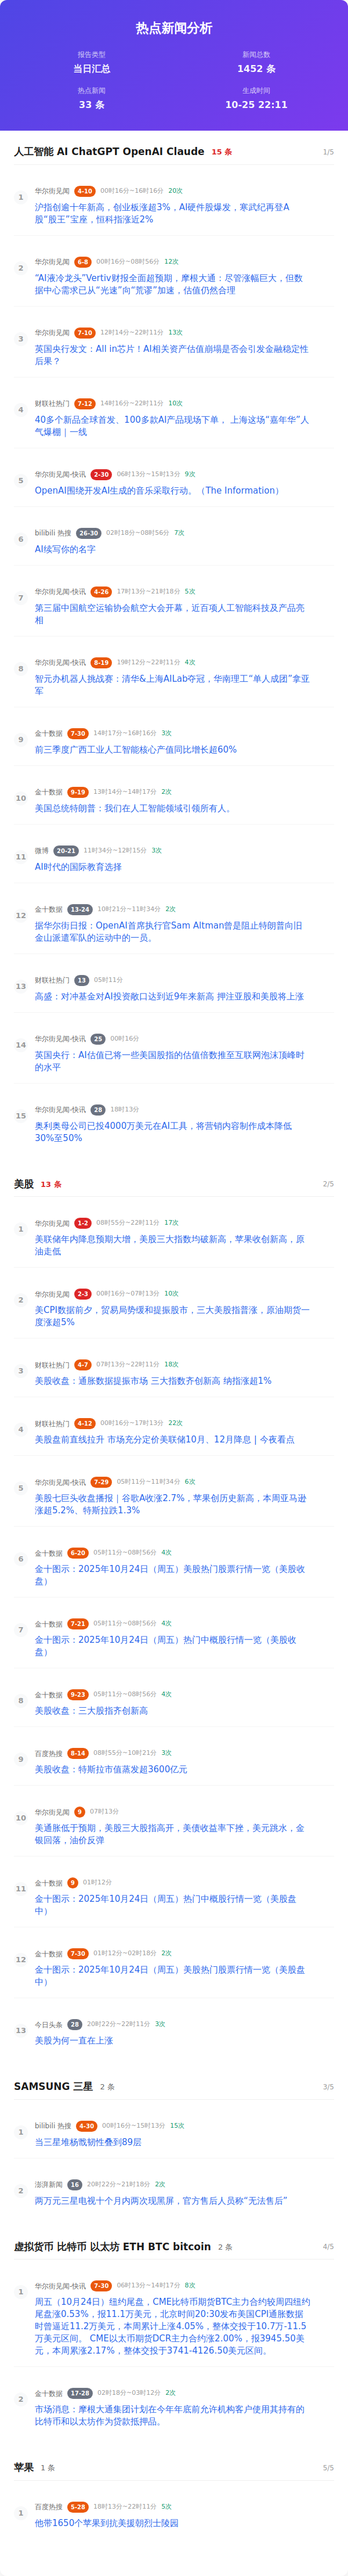 热点新闻分析
报告类型
当日汇总
新闻总数
1452 条
热点新闻
33 条
生成时间
10-25 22:11
人工智能 AI ChatGPT OpenAI Claude 15 条 1/5
1
华尔街见闻 4-10 00时16分~16时16分 20次
沪指创逾十年新高，创业板涨超3%，AI硬件股爆发，寒武纪再登A
股“股王”宝座，恒科指涨近2%
2
华尔街见闻 6-8 00时16分~08时56分 12次
“AI液冷龙头”Vertiv财报全面超预期，摩根大通：尽管涨幅巨大，但数
据中心需求已从“光速”向“荒谬”加速，估值仍然合理
3
华尔街见闻 7-10 12时14分~22时11分 13次
英国央行发文：All in芯片！AI相关资产估值崩塌是否会引发金融稳定性
后果？
4
财联社热门 7-12 14时16分~22时11分 10次
40多个新品全球首发、100多款AI产品现场下单， 上海这场“嘉年华”人
气爆棚｜一线
5
华尔街见闻-快讯 2-30 06时13分~15时13分 9次
OpenAI围绕开发AI生成的音乐采取行动。（The Information）
6
bilibili 热搜 26-30 02时18分~08时56分 7次
AI续写你的名字
7
华尔街见闻-快讯 4-26 17时13分~21时18分 5次
第三届中国航空运输协会航空大会开幕，近百项人工智能科技及产品亮
相
8
华尔街见闻-快讯 8-19 19时12分~22时11分 4次
智元办机器人挑战赛：清华&上海AILab夺冠，华南理工“单人成团”拿亚
军
9
金十数据 7-30 14时17分~16时16分 3次
前三季度广西工业人工智能核心产值同比增长超60%
10
金十数据 9-19 13时14分~14时17分 2次
美国总统特朗普：我们在人工智能领域引领所有人。
11
微博 20-21 11时34分~12时15分 3次
AI时代的国际教育选择
12
金十数据 13-24 10时21分~11时34分 2次
据华尔街日报：OpenAI首席执行官Sam Altman曾是阻止特朗普向旧
金山派遣军队的运动中的一员。
13
财联社热门 13 05时11分
高盛：对冲基金对AI投资敞口达到近9年来新高 押注亚股和美股将上涨
14
华尔街见闻-快讯 25 00时16分
英国央行：AI估值已将一些美国股指的估值倍数推至互联网泡沫顶峰时
的水平
15
华尔街见闻-快讯 28 18时13分
奥利奥母公司已投4000万美元在AI工具，将营销内容制作成本降低
30%至50%
美股 13 条 2/5
1
华尔街见闻 1-2 08时55分~22时11分 17次
美联储年内降息预期大增，美股三大指数均破新高，苹果收创新高，原
油走低
2
华尔街见闻 2-3 00时16分~07时13分 10次
美CPI数据前夕，贸易局势缓和提振股市，三大美股指普涨，原油期货一
度涨超5%
3
财联社热门 4-7 07时13分~22时11分 18次
美股收盘：通胀数据提振市场 三大指数齐创新高 纳指涨超1%
4
财联社热门 4-12 00时16分~17时13分 22次
美股盘前直线拉升 市场充分定价美联储10月、12月降息 | 今夜看点
5
华尔街见闻-快讯 7-29 05时11分~11时34分 6次
美股七巨头收盘播报｜谷歌A收涨2.7%，苹果创历史新高，本周亚马逊
涨超5.2%、特斯拉跌1.3%
6
金十数据 6-20 05时11分~08时56分 4次
金十图示：2025年10月24日（周五）美股热门股票行情一览（美股收
盘）
7
金十数据 7-21 05时11分~08时56分 4次
金十图示：2025年10月24日（周五）热门中概股行情一览（美股收
盘）
8
金十数据 9-23 05时11分~08时56分 4次
美股收盘：三大股指齐创新高
9
百度热搜 8-14 08时55分~10时21分 3次
美股收盘：特斯拉市值蒸发超3600亿元
10
华尔街见闻 9 07时13分
美通胀低于预期，美股三大股指高开，美债收益率下挫，美元跳水，金
银回落，油价反弹
11
金十数据 9 01时12分
金十图示：2025年10月24日（周五）热门中概股行情一览（美股盘
中）
12
金十数据 7-30 01时12分~02时18分 2次
金十图示：2025年10月24日（周五）美股热门股票行情一览（美股盘
中）
13
今日头条 28 20时22分~22时11分 3次
美股为何一直在上涨
SAMSUNG 三星 2 条 3/5
1
bilibili 热搜 4-30 00时16分~15时13分 15次
当三星堆杨戬韧性叠到89层
2
澎湃新闻 16 20时22分~21时18分 2次
两万元三星电视十个月内两次现黑屏，官方售后人员称“无法售后”
虚拟货币 比特币 以太坊 ETH BTC bitcoin 2 条 4/5
1
华尔街见闻-快讯 7-30 06时13分~14时17分 8次
周五（10月24日）纽约尾盘，CME比特币期货BTC主力合约较周四纽约
尾盘涨0.53%，报11.1万美元，北京时间20:30发布美国CPI通胀数据
时曾逼近11.2万美元，本周累计上涨4.05%，整体交投于10.7万-11.5
万美元区间。 CME以太币期货DCR主力合约涨2.00%，报3945.50美
元，本周累涨2.17%，整体交投于3741-4126.50美元区间。
2
金十数据 17-28 02时18分~03时12分 2次
市场消息：摩根大通集团计划在今年年底前允许机构客户使用其持有的
比特币和以太坊作为贷款抵押品。
苹果 1 条 5/5
1
百度热搜 5-28 18时13分~22时11分 5次
他带1650个苹果到抗美援朝烈士陵园